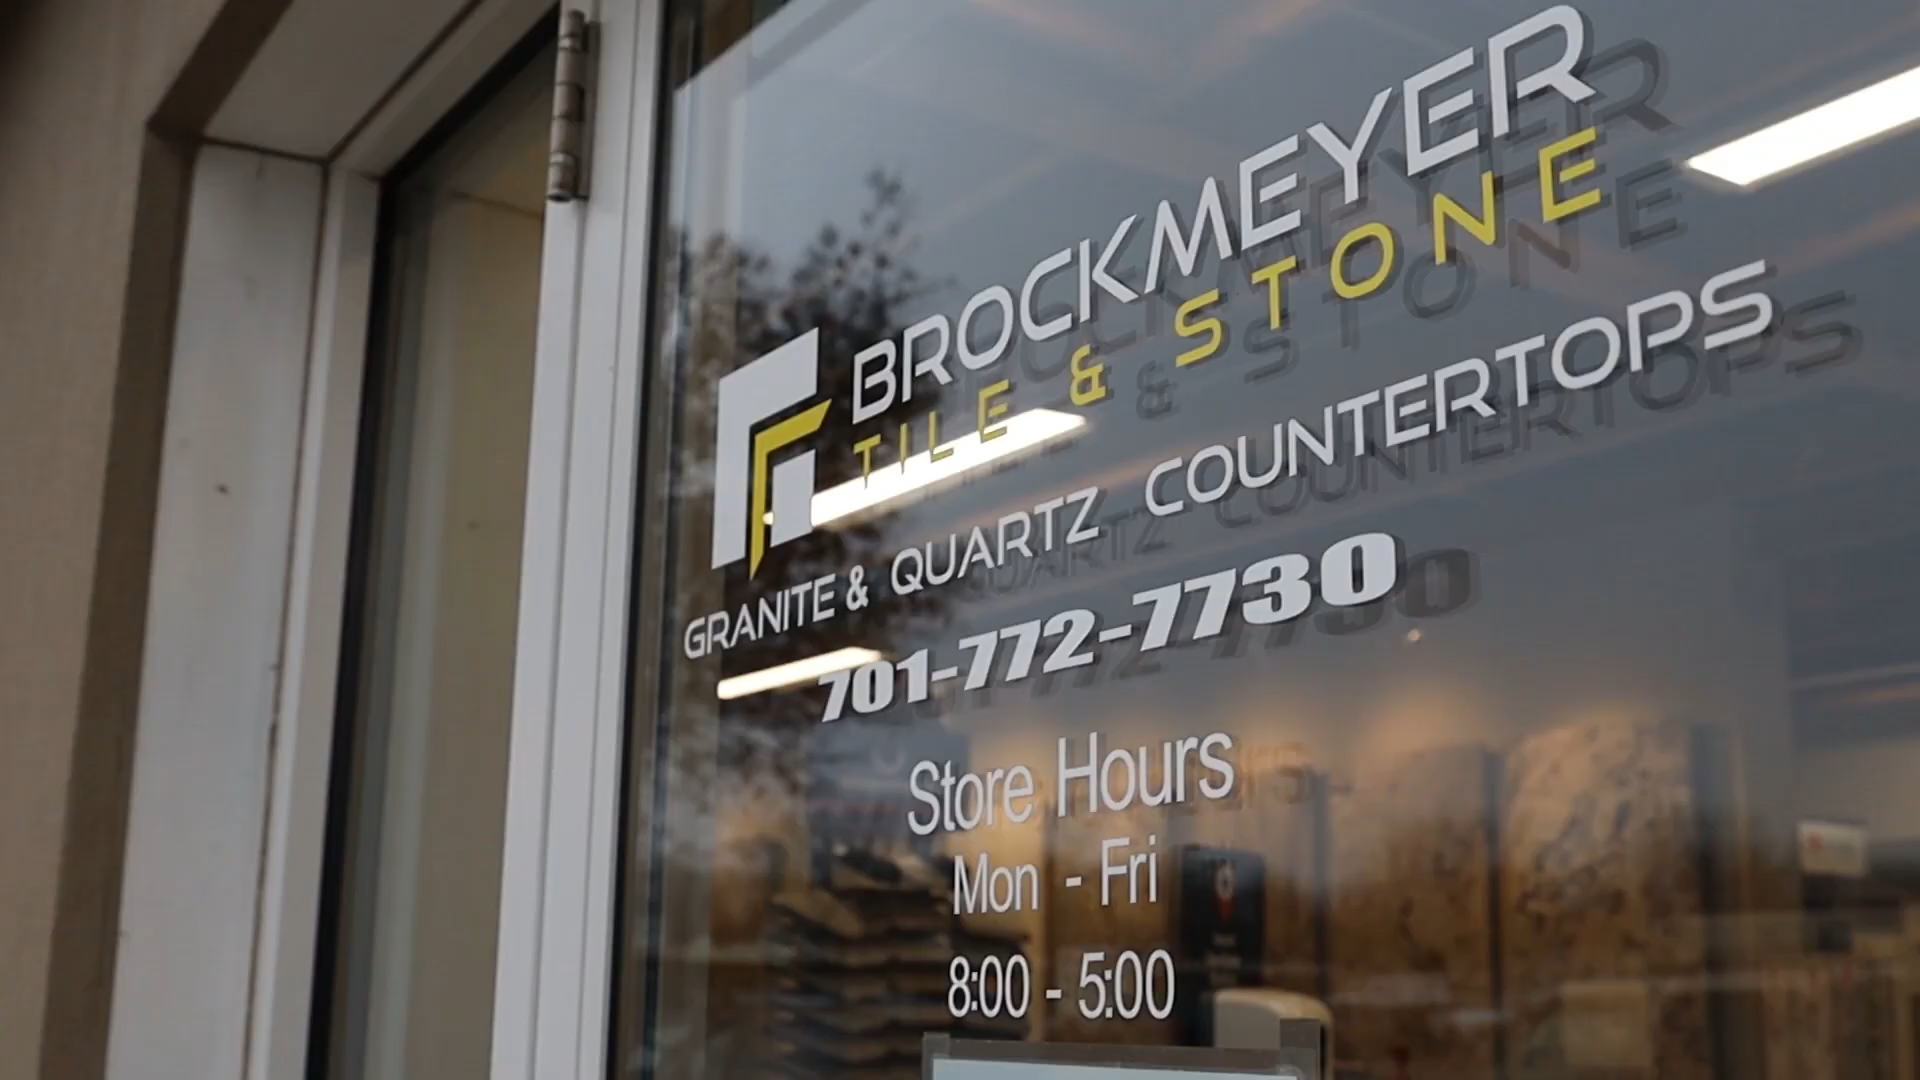 BROCKMEYER
TILE & STONE
GRANITE & QUARTZ COUNTERTOPS
701-772-7730
Store Hours
Mon - Fri
8:00 - 5:00